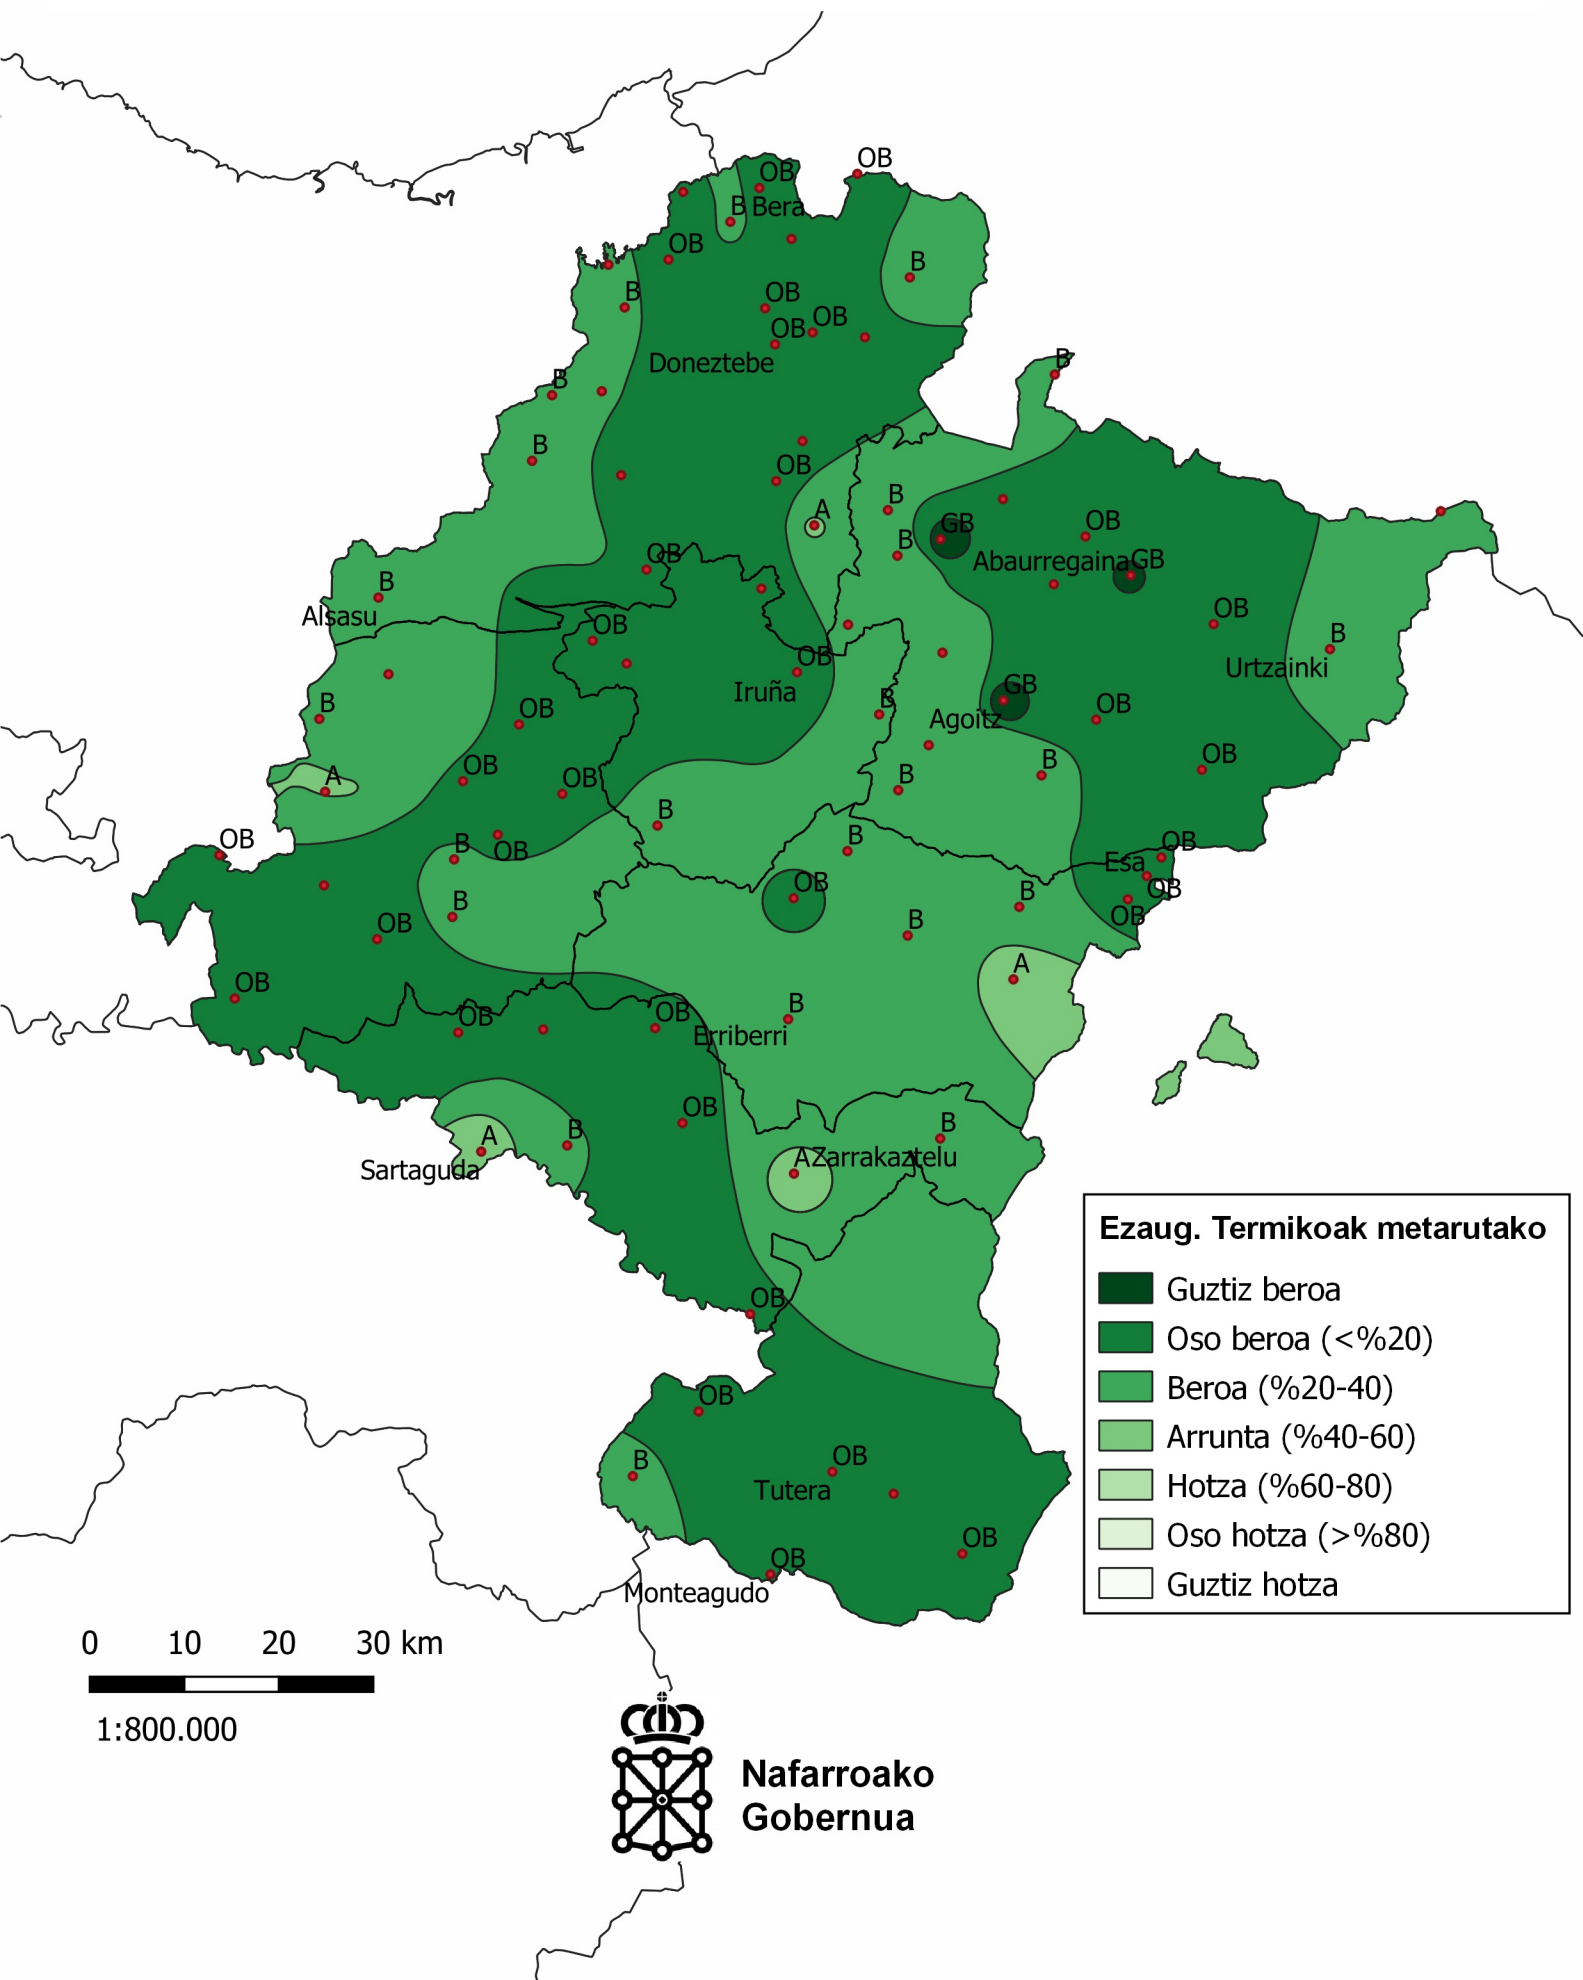 OB
OB
B Bera
OB
B
OB
B
OB
OB
Doneztebe
B
B
B
OB
A
B
GB
OB
B
Abaurregaina GB
OB
B
Alsasu
OB
OB
B
Urtzainki
OB
Iruña
B
GB
B
OB
Agoitz
OB
OB
B
OB
A
OB
B
B
OB
B
OB
B
OB
B
OB
Esa
OB
B
OB
B
OB
B
OB
A
OB
B
OB
OB
Erriberri
OB
B
B
A
Sartaguda
A Zarrakaztelu
Ezaug. Termikoak metarutako
Guztiz beroa
Oso beroa (<%20)
Beroa (%20-40)
Arrunta (%40-60)
Hotza (%60-80)
Oso hotza (>%80)
Guztiz hotza
OB
OB
B
OB
Tutera
OB
OB
Monteagudo
0 10 20 30 km
1:800.000
Nafarroako
Gobernua